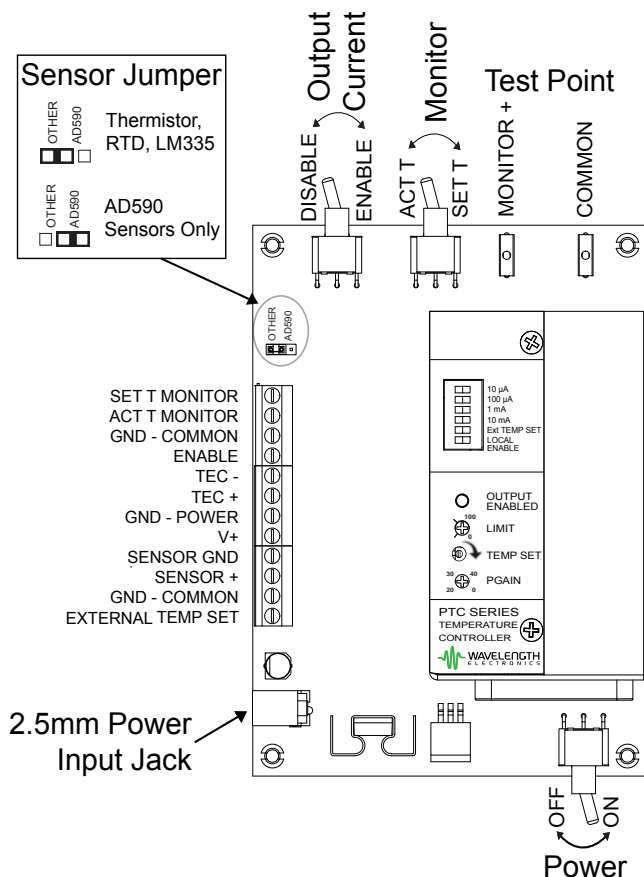 Sensor Jumper
OTHER
AD590
Thermistor,
RTD, LM335
OTHER
AD590
AD590
Sensors Only
Output
Current
DISABLE
ENABLE
Monitor
ACT T
SET T
Test Point
MONITOR +
COMMON
OTHER
AD590
SET T MONITOR
ACT T MONITOR
GND - COMMON
ENABLE
TEC -
TEC +
GND - POWER
V+
SENSOR GND
SENSOR +
GND - COMMON
EXTERNAL TEMP SET
10 µA
100 µA
1 mA
10 mA
Ext TEMP SET
LOCAL
ENABLE
OUTPUT
ENABLED
100
0
LIMIT
TEMP SET
30 40
20 0
PGAIN
PTC SERIES
TEMPERATURE
CONTROLLER
WAVELENGTH
ELECTRONICS
2.5mm Power
Input Jack
OFF
ON
Power